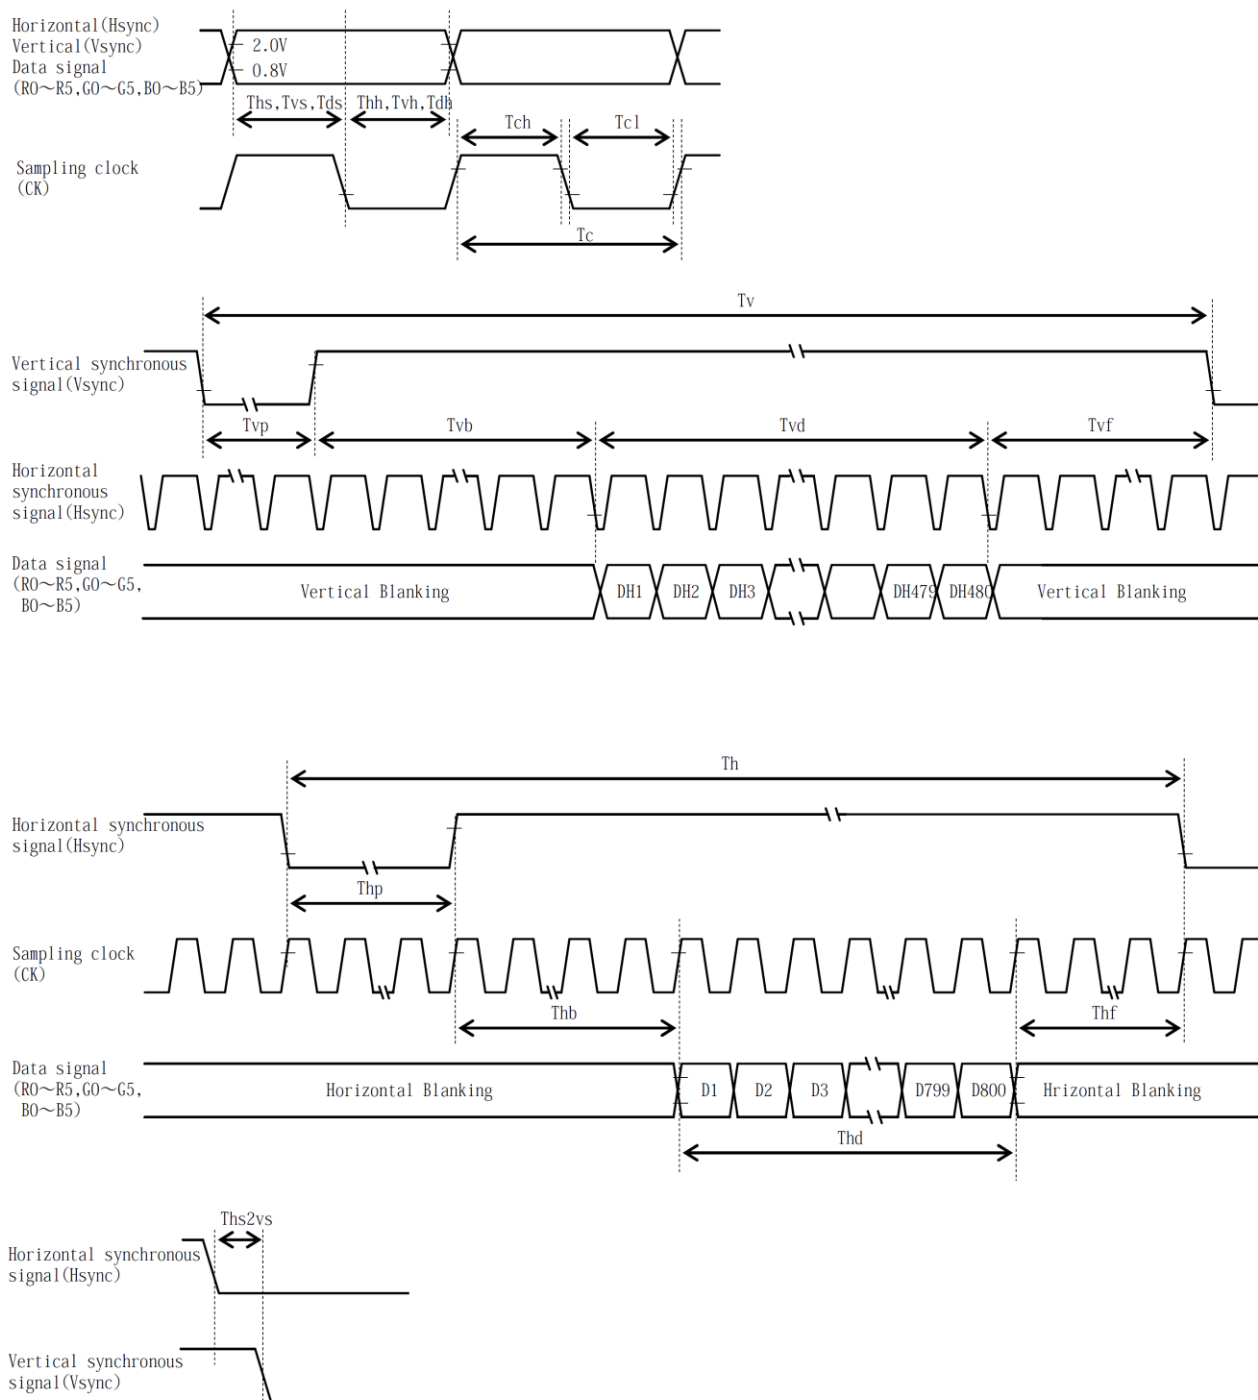 Horizontal(Hsync)
Vertical(Vsync)
Data signal
(R0～R5,G0～G5,B0～B5)
2.0V
0.8V
Ths,Tvs,Tds
Thh,Tvh,Tdh
Tch
Tcl
Sampling clock
(CK)
Tc
Tv
Vertical synchronous
signal(Vsync)
Tvp
Tvb
Tvd
Tvf
Horizontal
synchronous
signal(Hsync)
Data signal
(R0～R5,G0～G5,
B0～B5)
Vertical Blanking
DH1
DH2
DH3
DH479
DH480
Vertical Blanking
Th
Horizontal synchronous
signal(Hsync)
Thp
Sampling clock
(CK)
Thb
Thf
Data signal
(R0～R5,G0～G5,
B0～B5)
Horizontal Blanking
D1
D2
D3
D799
D800
Hrizontal Blanking
Thd
Ths2vs
Horizontal synchronous
signal(Hsync)
Vertical synchronous
signal(Vsync)